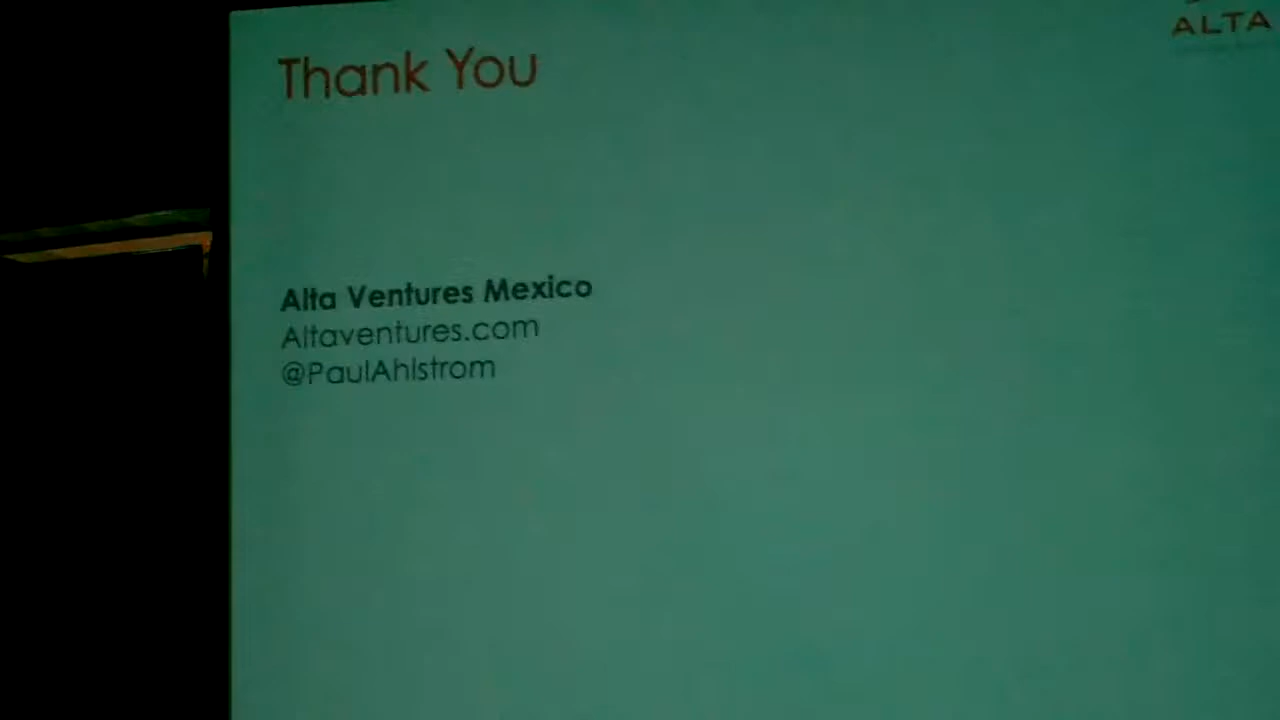 ALTA
Thank You
Alta Ventures Mexico
Altaventures.com
@PaulAhlstrom